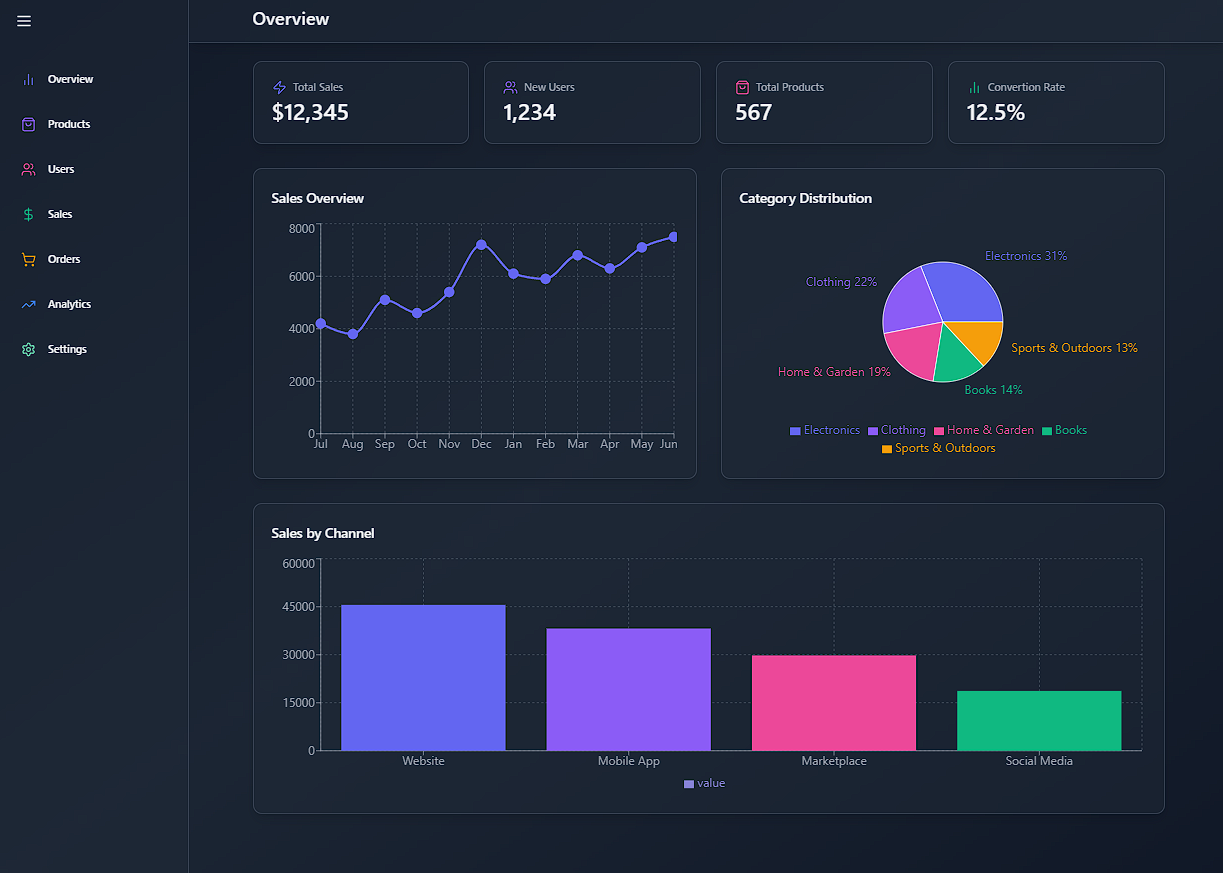 Overview
Overview
Products
Users
Sales
Orders
Analytics
Settings
Total Sales
$12,345
New Users
1,234
Total Products
567
Convertion Rate
12.5%
Sales Overview
8000
6000
4000
2000
0
Jul Aug Sep Oct Nov Dec Jan Feb Mar Apr May Jun
Category Distribution
Electronics 31%
Clothing 22%
Sports & Outdoors 13%
Home & Garden 19%
Books 14%
Electronics Clothing Home & Garden Books
Sports & Outdoors
Sales by Channel
60000
45000
30000
15000
0
Website Mobile App Marketplace Social Media
value